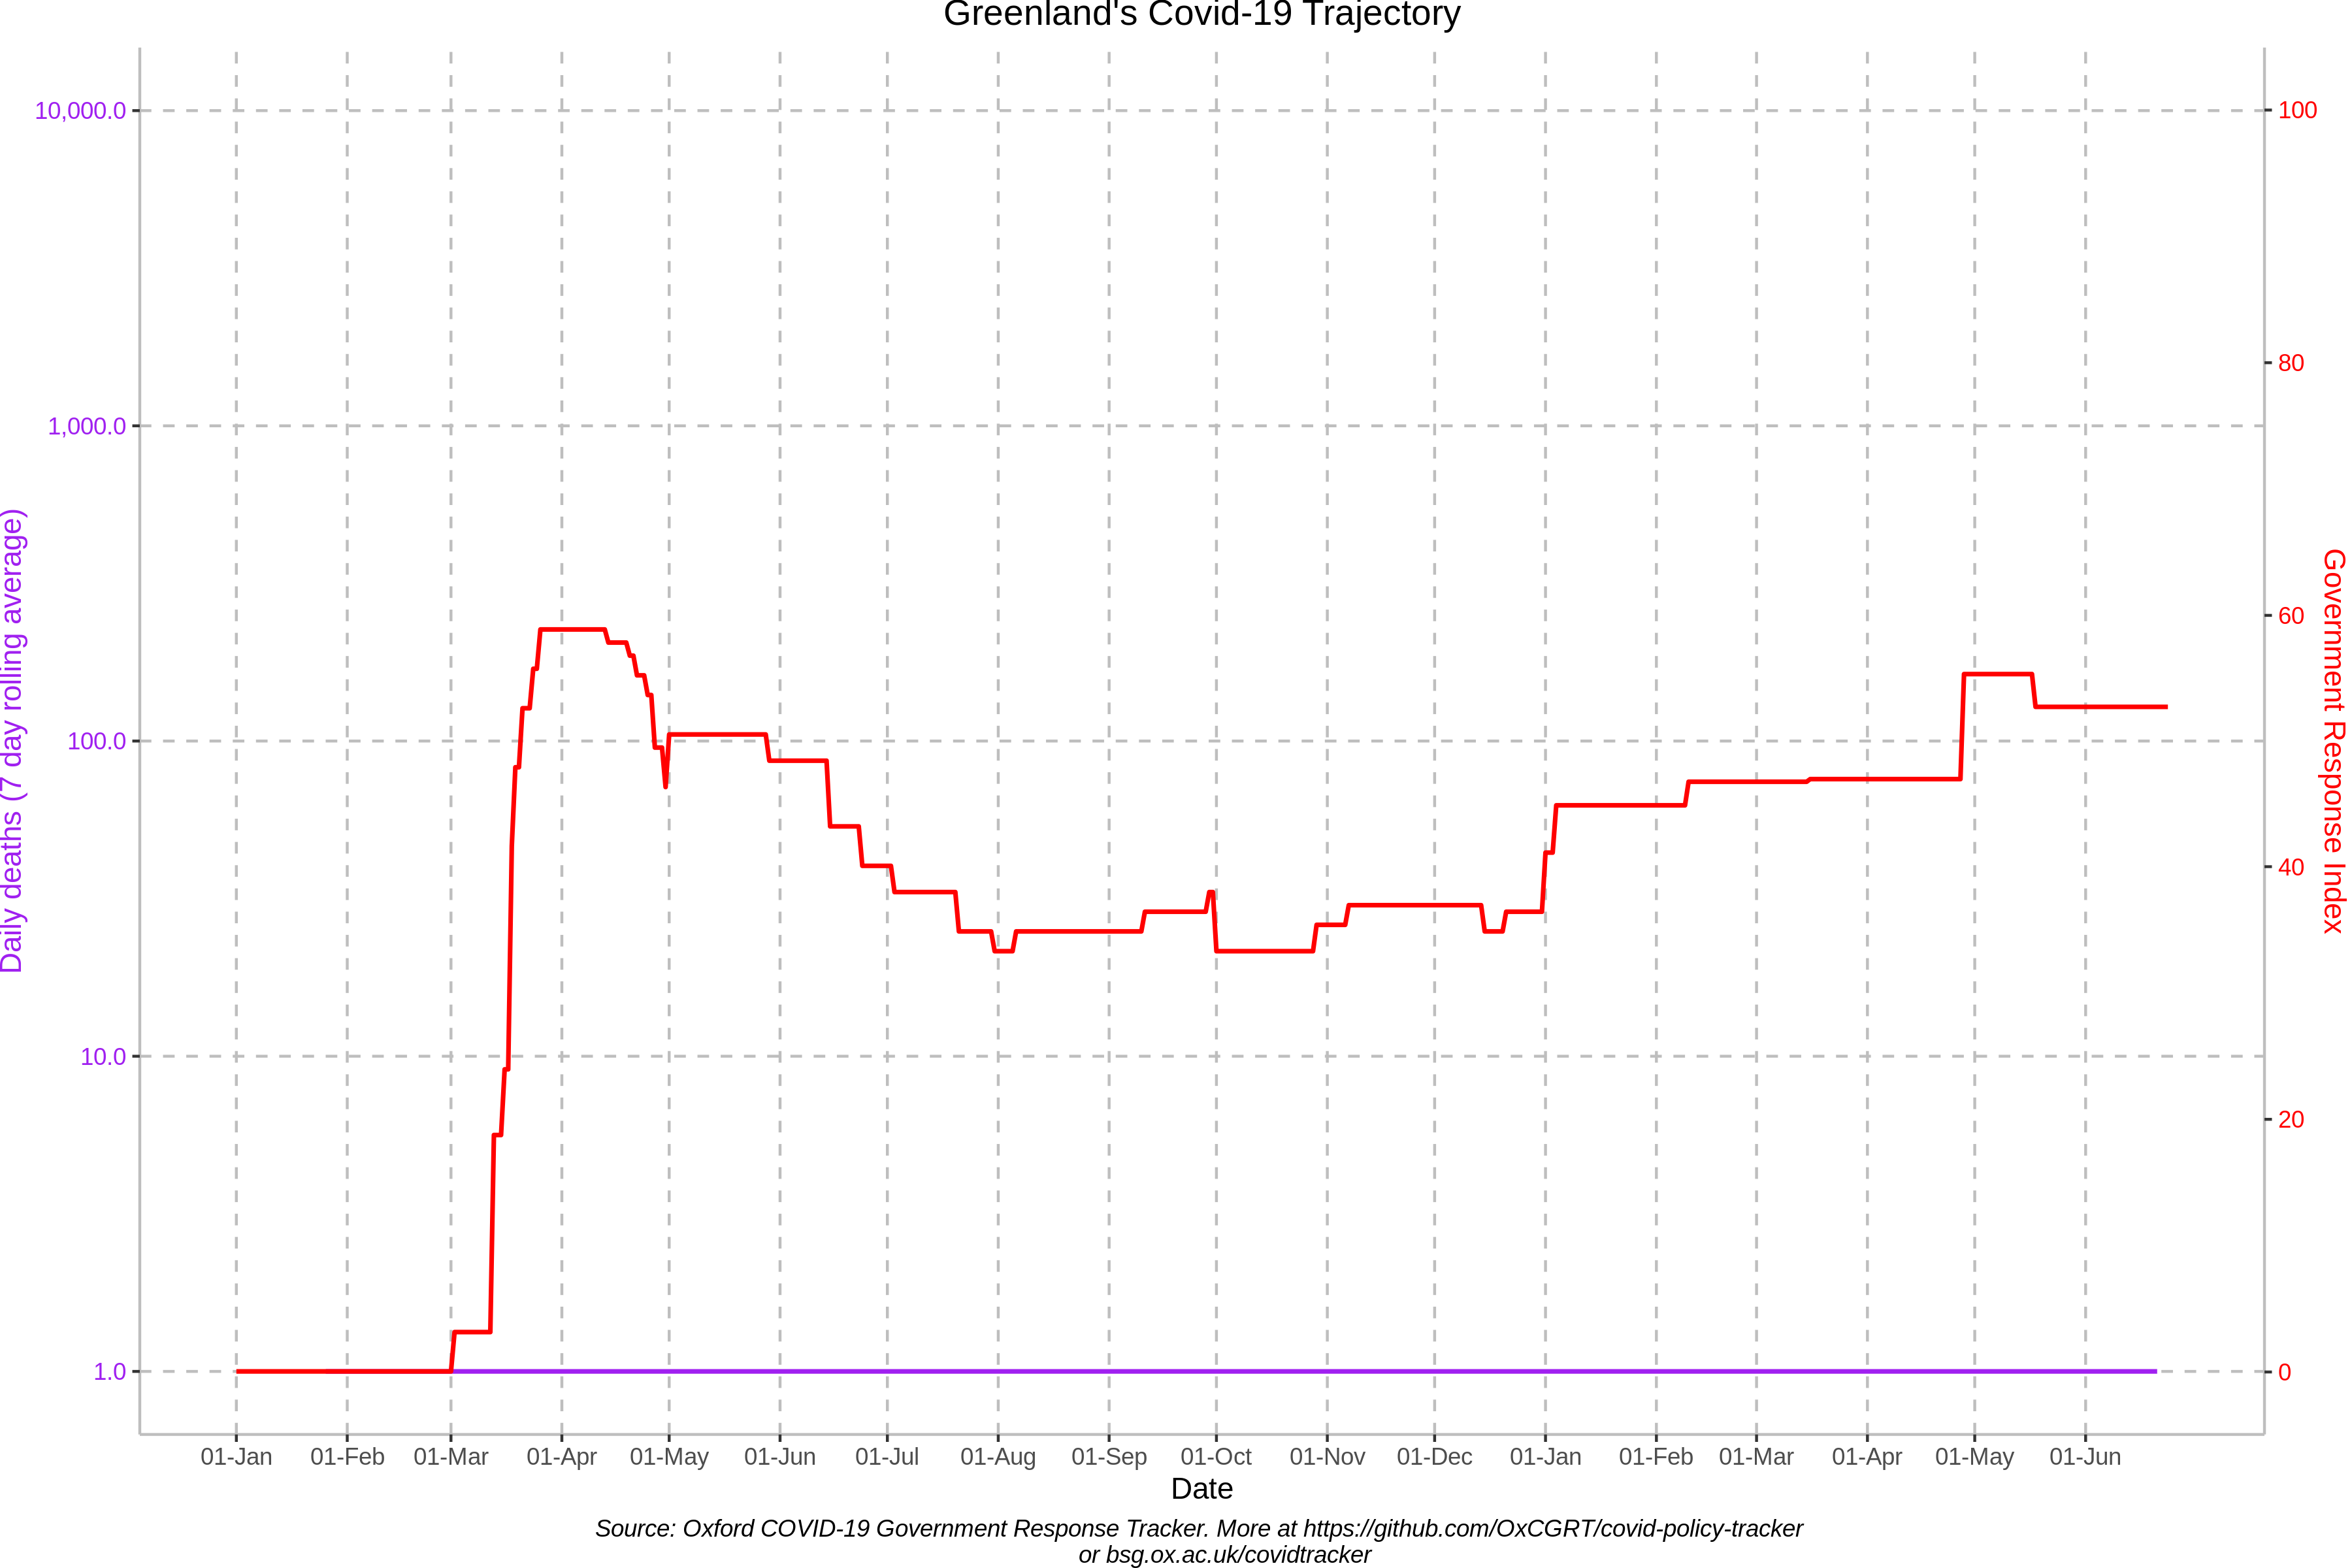 Greenland's Covid-19 Trajectory
10,000.0
1,000.0
100.0
10.0
1.0
Daily deaths (7 day rolling average)
100
80
60
40
20
0
Government Response Index
01-Jan 01-Feb 01-Mar 01-Apr 01-May 01-Jun 01-Jul 01-Aug 01-Sep 01-Oct 01-Nov 01-Dec 01-Jan 01-Feb 01-Mar 01-Apr 01-May 01-Jun
Date
Source: Oxford COVID-19 Government Response Tracker. More at https://github.com/OxCGRT/covid-policy-tracker
or bsg.ox.ac.uk/covidtracker